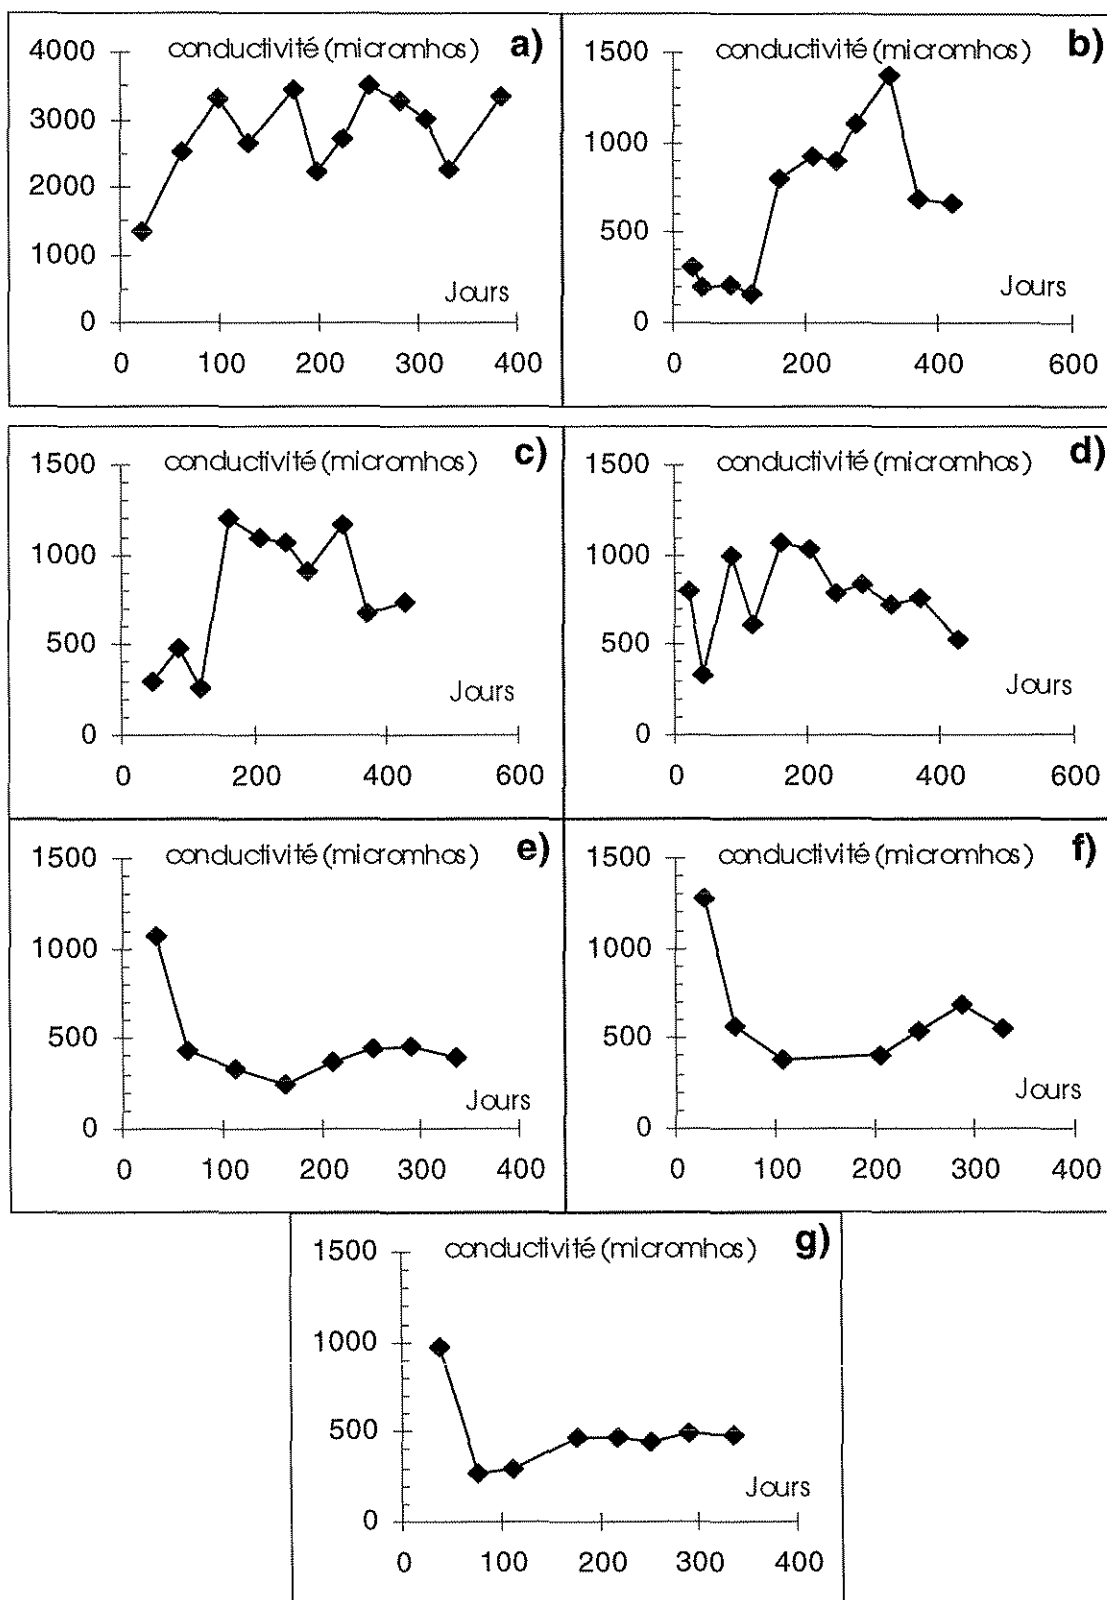 conductivité (micromhos) a)
4000
3000
2000
1000
0
Jours
0 100 200 300 400
conductivité (micromhos) b)
1500
1000
500
0
Jours
0 200 400 600
conductivité (micromhos) c)
1500
1000
500
0
Jours
0 200 400 600
conductivité (micromhos) d)
1500
1000
500
0
Jours
0 200 400 600
conductivité (micromhos) e)
1500
1000
500
0
Jours
0 100 200 300 400
conductivité (micromhos) f)
1500
1000
500
0
Jours
0 100 200 300 400
conductivité (micromhos) g)
1500
1000
500
0
Jours
0 100 200 300 400